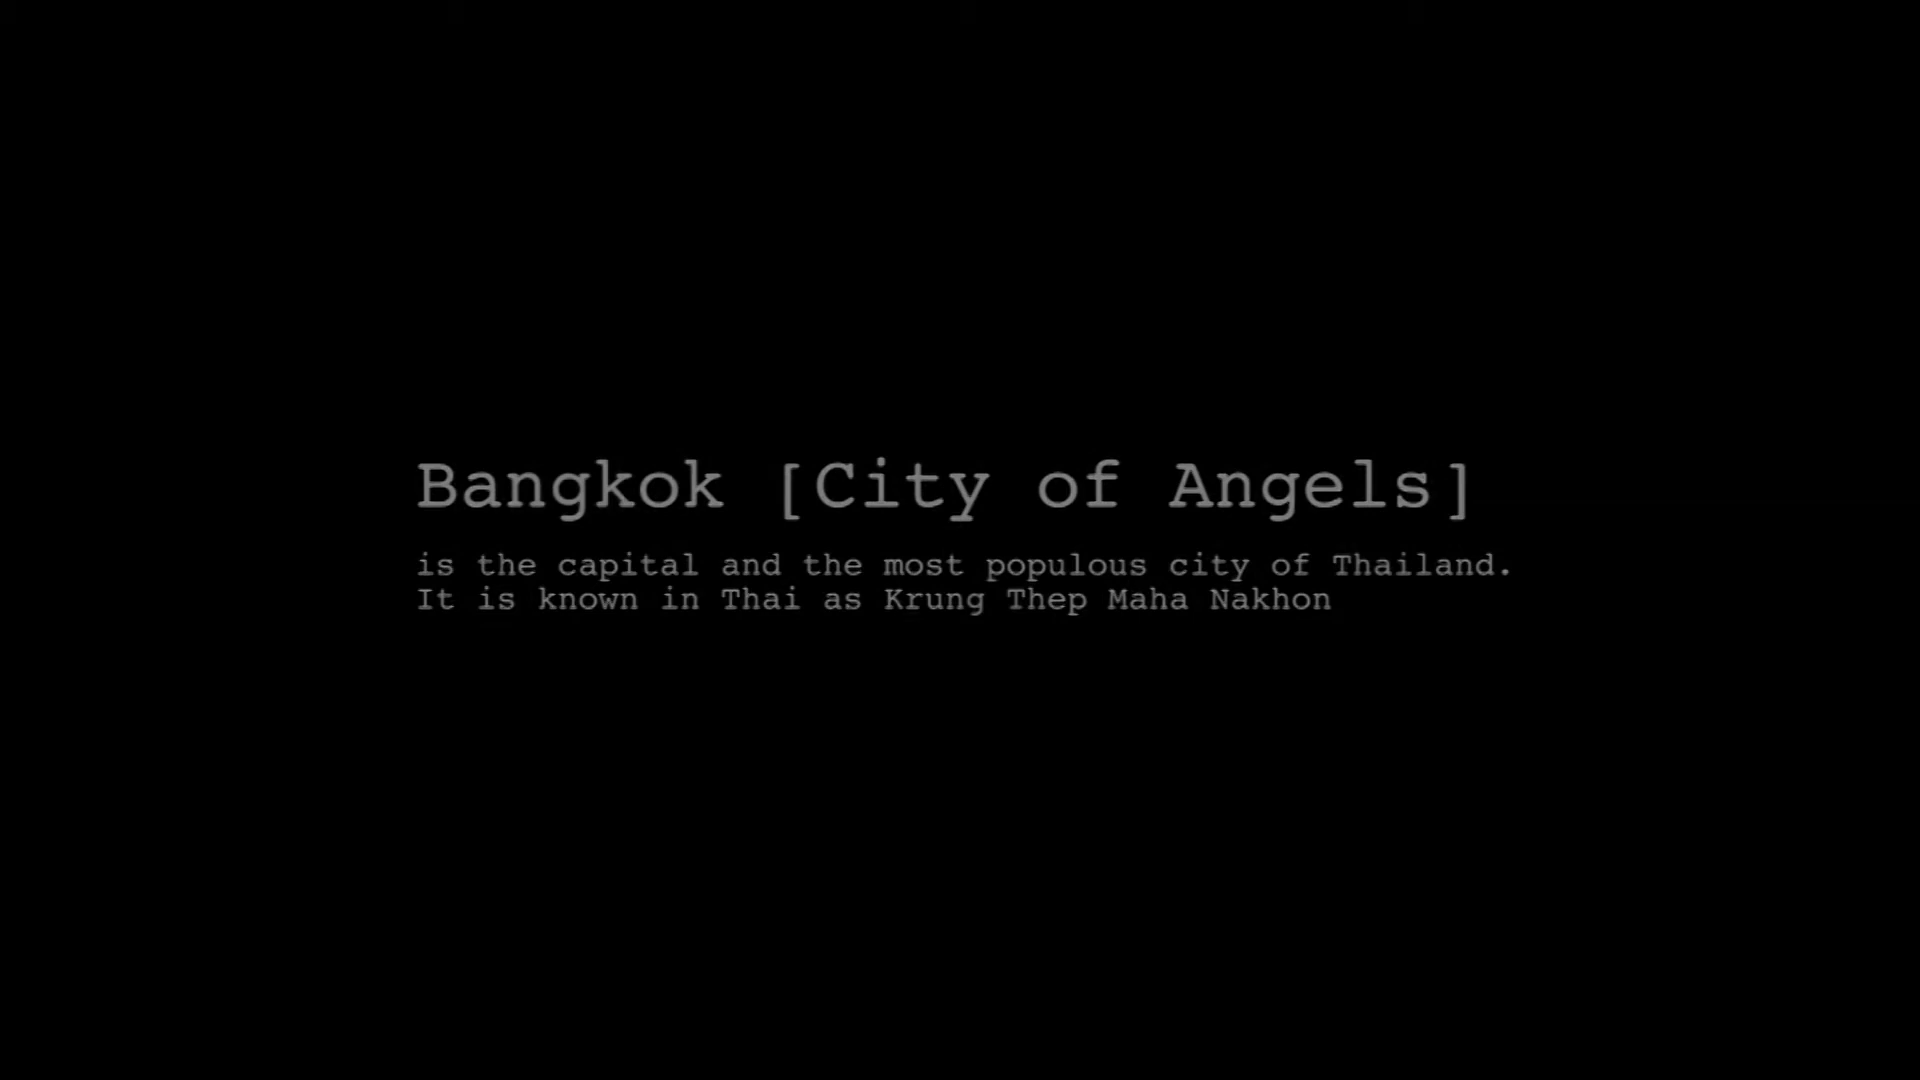 Bangkok [City of Angels]
is the capital and the most populous city of Thailand.
It is known in Thai as Krung Thep Maha Nakhon